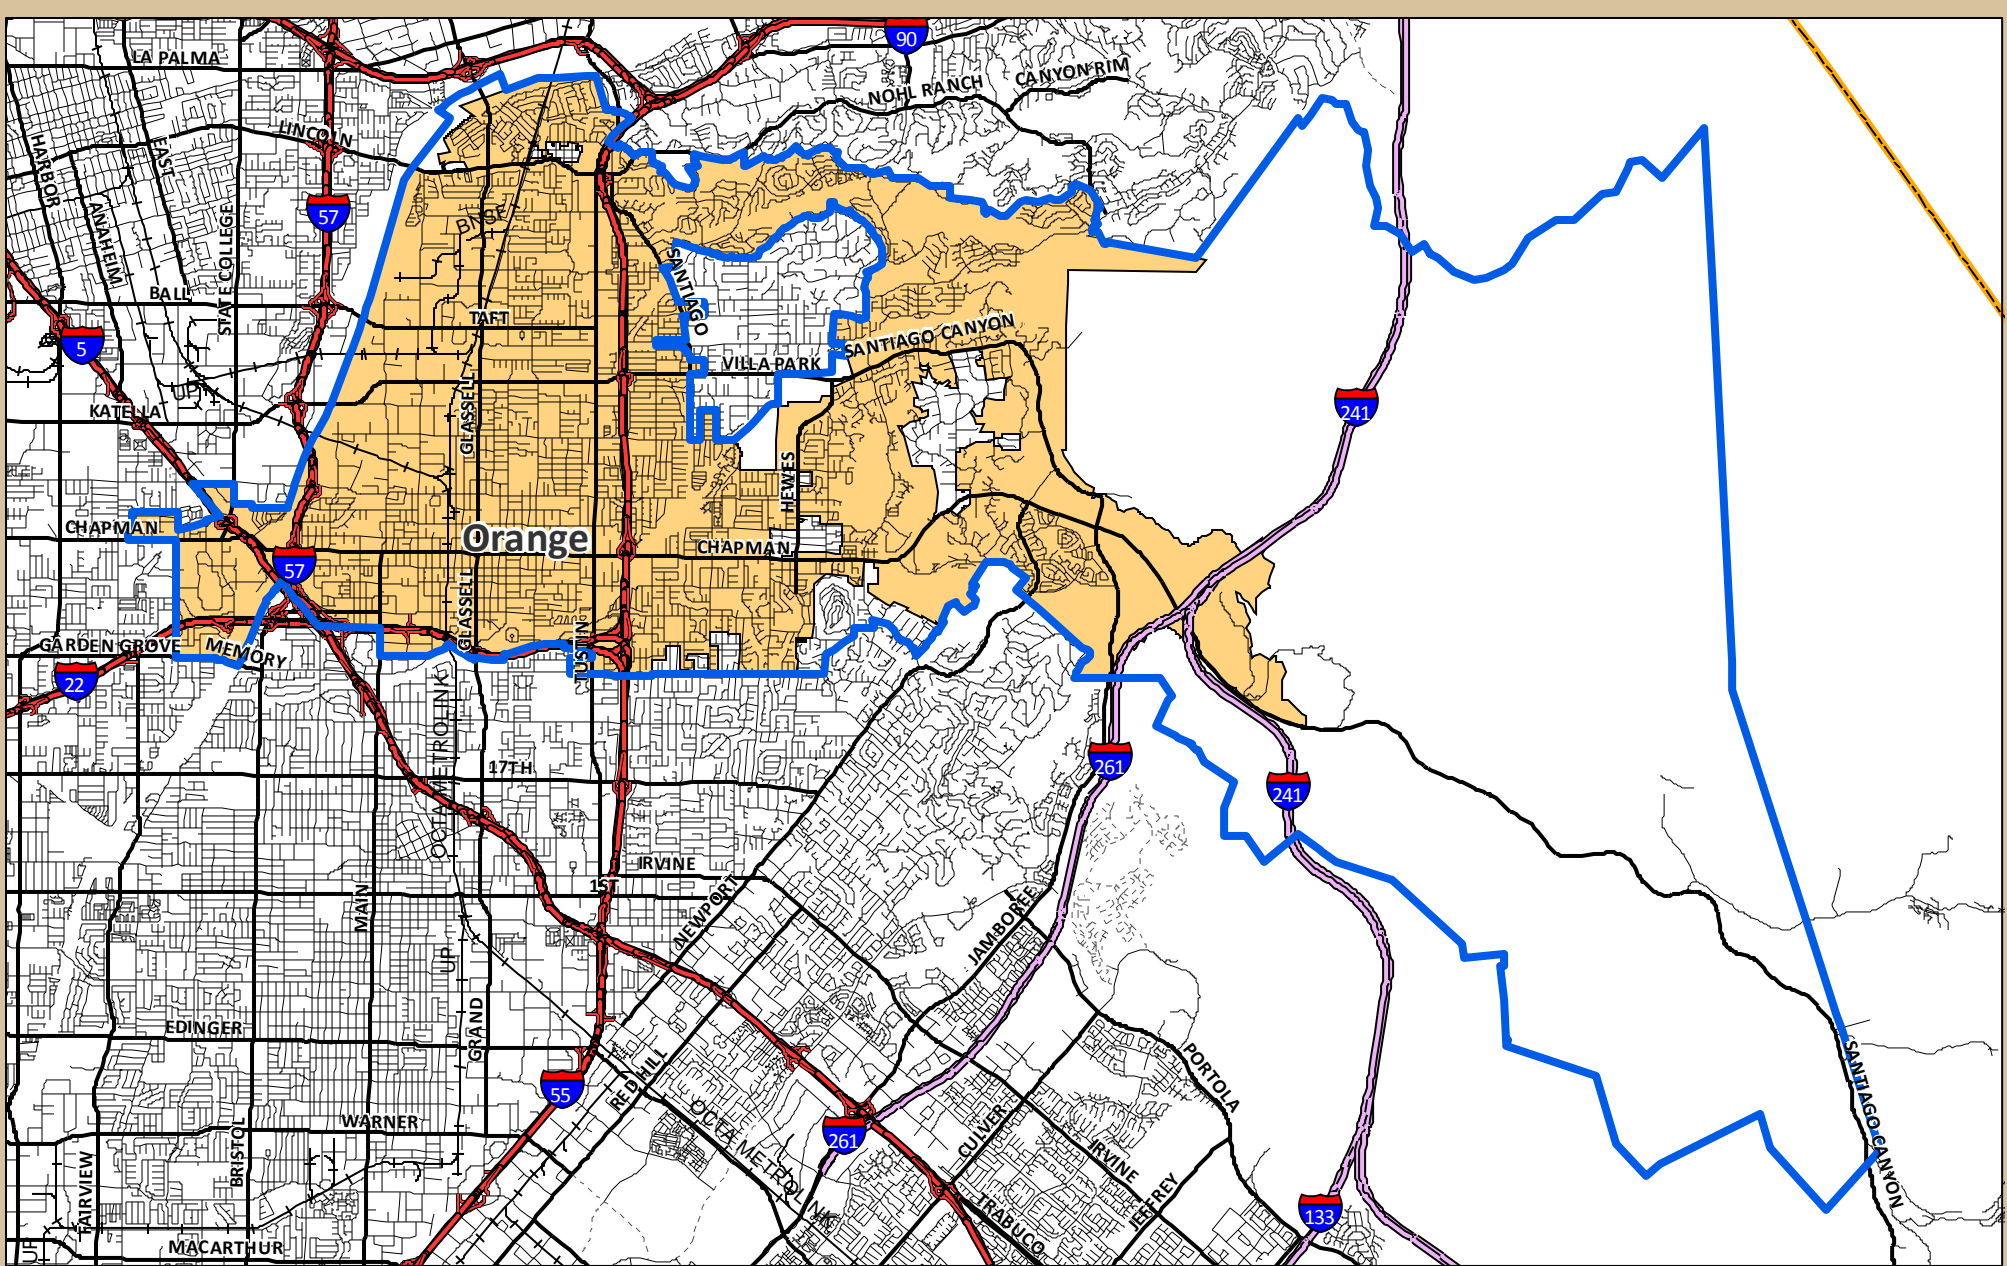 90
LA PALMA
CANYON RIM
NOHL RANCH
LINCOLN
HARBOR
EAST
57
ANAHEIM
BNSF
STATE COLLEGE
SANTIAGO
BALL
TAFT
SANTIAGO CANYON
5
VILLA PARK
UP
KATELLA
GLASSELL
241
HEWES
CHAPMAN
Orange
CHAPMAN
57
GLASSELL
TUSTIN
GARDEN GROVE
MEMORY
22
OCTA METROLINK
17TH
261
241
IRVINE
1ST
MAIN
NEWPORT
JAMBOREE
UP
EDINGER
GRAND
RED HILL
55
PORTOLA
SANTIAGO CANYON
OCTA METROLINK
WARNER
261
CULVER
IRVINE
BRISTOL
FAIRVIEW
JEFFREY
TRABUCO
133
UP
MACARTHUR